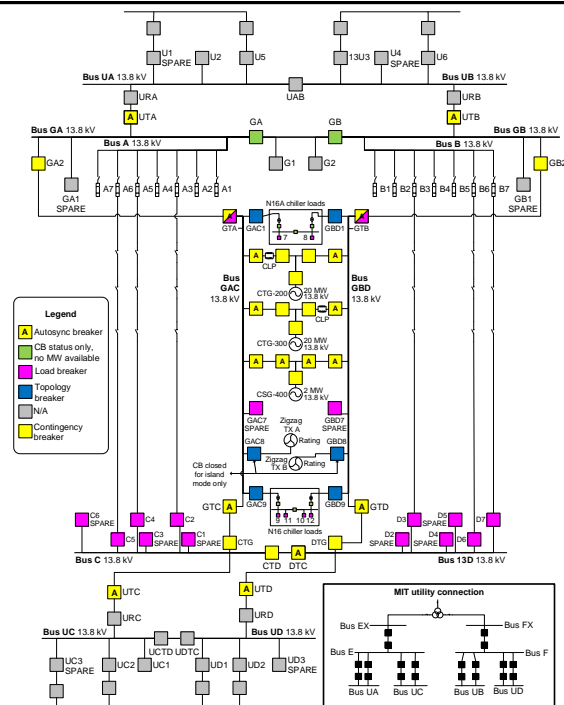 U1
SPARE
U2
U5
13U3
U4
SPARE
U6
Bus UA 13.8 kV
UAB
Bus UB 13.8 kV
URA
URB
A UTA
A UTB
Bus GA 13.8 kV
GA
GB
Bus GB 13.8 kV
Bus A 13.8 kV
Bus B 13.8 kV
GA2
G1
G2
GB2
GA1
SPARE
GB1
SPARE
A7
A6
A5
A4
A3
A2
A1
B1
B2
B3
B4
B5
B6
B7
N16A chiller loads
7
8
A
GTA
GAC1
GBD1
A
GTB
A
A
CLP
Bus
GAC
13.8 kV
Bus
GBD
13.8 kV
CTG-200
20 MW
13.8 kV
A
A
CLP
CTG-300
20 MW
13.8 kV
A
A
A
A
CSG-400
2 MW
13.8 kV
Legend
A Autosync breaker
CB status only,
no MW available
Load breaker
Topology
breaker
N/A
Contingency
breaker
GAC7
SPARE
GBD7
SPARE
Zigzag
TX A
Rating
GAC8
GBD8
Zigzag
TX B
Rating
CB closed
for island
mode only
GAC9
GBD9
9
11
10
12
N16 chiller loads
GTC
A
A
GTD
C6
SPARE
C4
C2
C5
C3
SPARE
C1
SPARE
CTG
DTG
D3
D5
SPARE
D7
D2
SPARE
D4
SPARE
D6
Bus C 13.8 kV
CTD
A
DTC
Bus 13D 13.8 kV
A UTC
A UTD
URC
URD
Bus UC 13.8 kV
UCTD
UDTC
Bus UD 13.8 kV
UC3
SPARE
UC2
UC1
UD1
UD2
UD3
SPARE
MIT utility connection
Bus EX
Bus FX
Bus E
Bus F
Bus UA
Bus UC
Bus UB
Bus UD